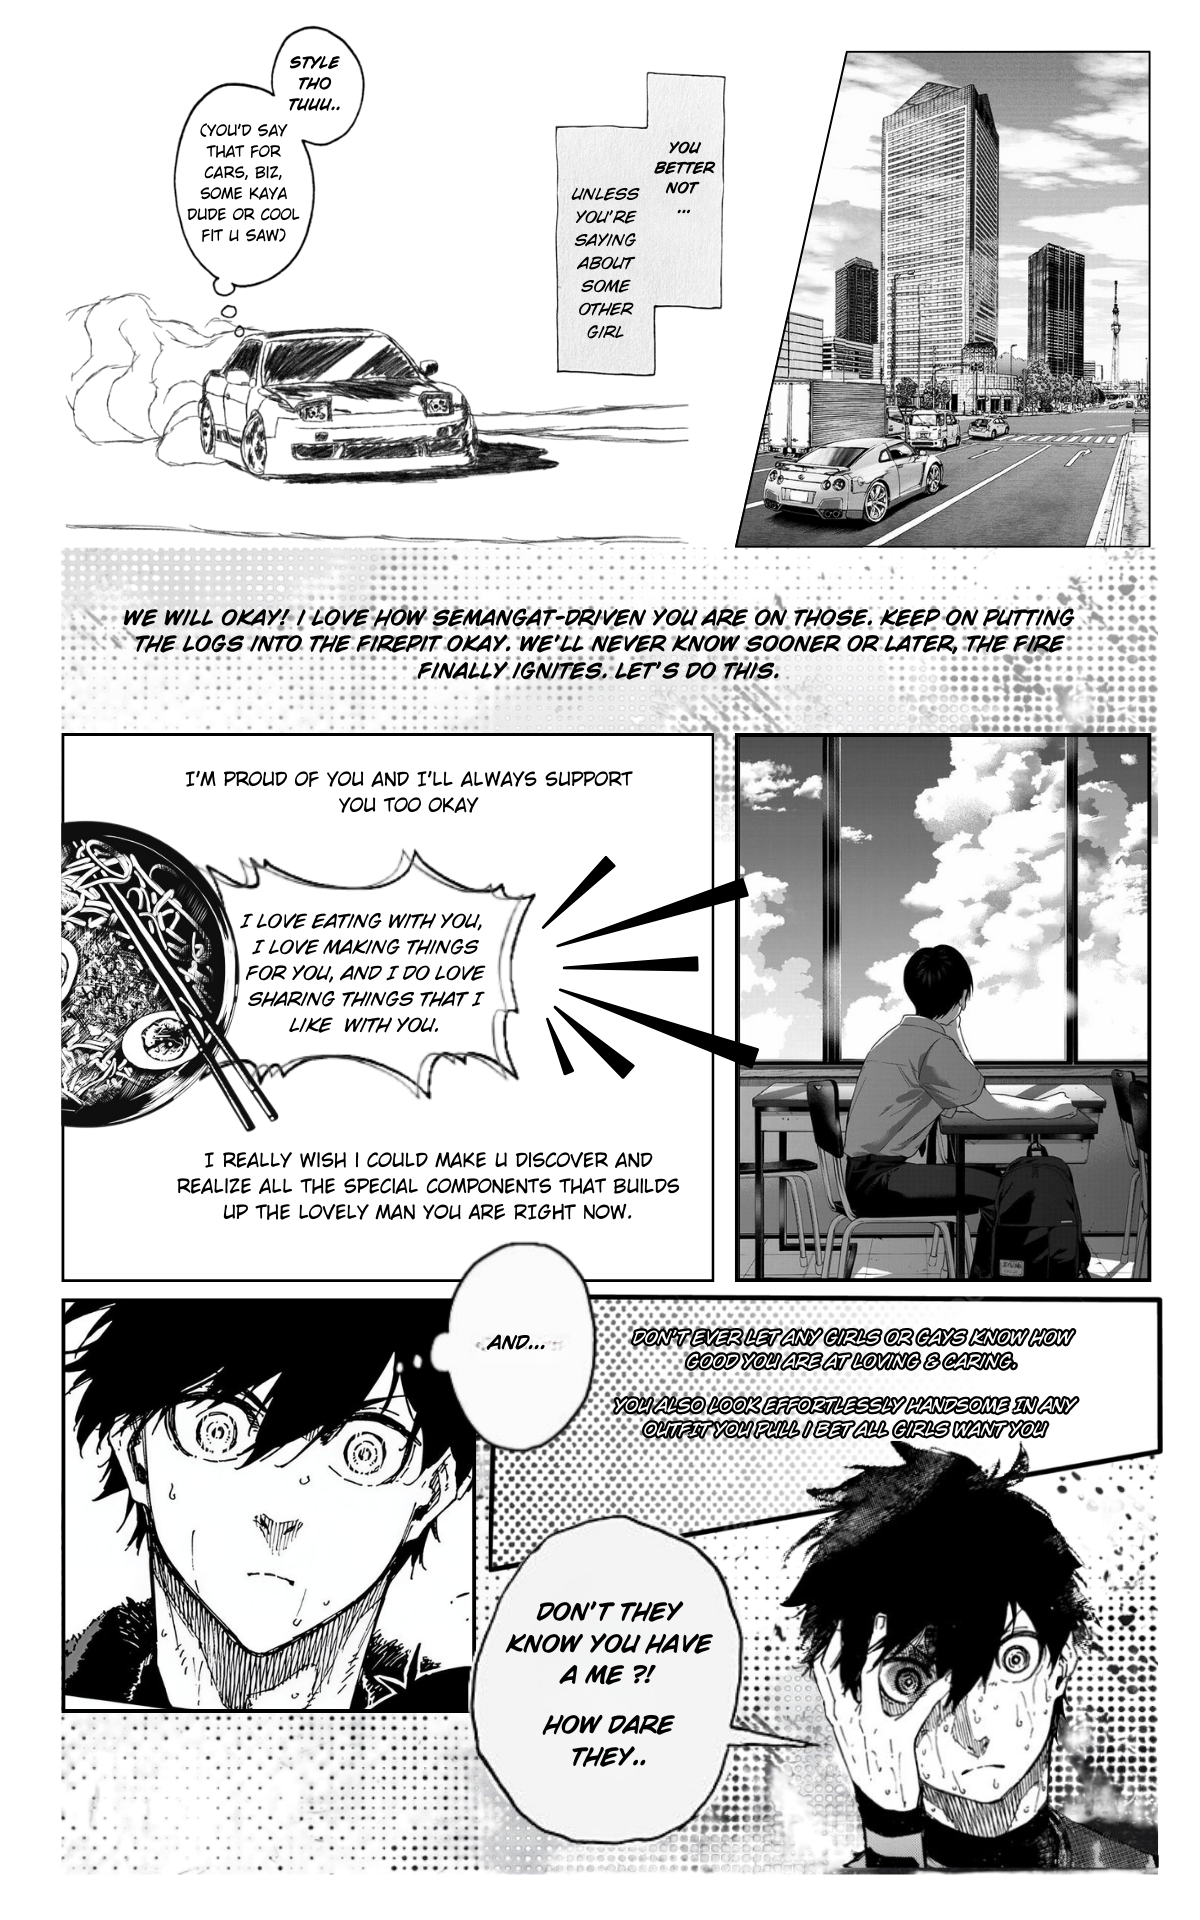 STYLE
THO
TUUU..
(YOU'D SAY
THAT FOR
CARS, BIZ,
SOME KAYA
DUDE OR COOL
FIT U SAW)
YOU
BETTER
NOT
...
UNLESS
YOU'RE
SAYING
ABOUT
SOME
OTHER
GIRL
WE WILL OKAY! I LOVE HOW SEMANGAT-DRIVEN YOU ARE ON THOSE. KEEP ON PUTTING
THE LOGS INTO THE FIREPIT OKAY. WE'LL NEVER KNOW SOONER OR LATER, THE FIRE
FINALLY IGNITES. LET'S DO THIS.
I'M PROUD OF YOU AND I'LL ALWAYS SUPPORT
YOU TOO OKAY
I LOVE EATING WITH YOU,
I LOVE MAKING THINGS
FOR YOU, AND I DO LOVE
SHARING THINGS THAT I
LIKE WITH YOU.
I REALLY WISH I COULD MAKE U DISCOVER AND
REALIZE ALL THE SPECIAL COMPONENTS THAT BUILDS
UP THE LOVELY MAN YOU ARE RIGHT NOW.
AND...
DON'T EVER LET ANY GIRLS OR GAYS KNOW HOW
GOOD YOU ARE AT LOVING & CARING.
YOU ALSO LOOK EFFORTLESSLY HANDSOME IN ANY
OUTFIT YOU PULL I BET ALL GIRLS WANT YOU
DON'T THEY
KNOW YOU HAVE
A ME ?!
HOW DARE
THEY..